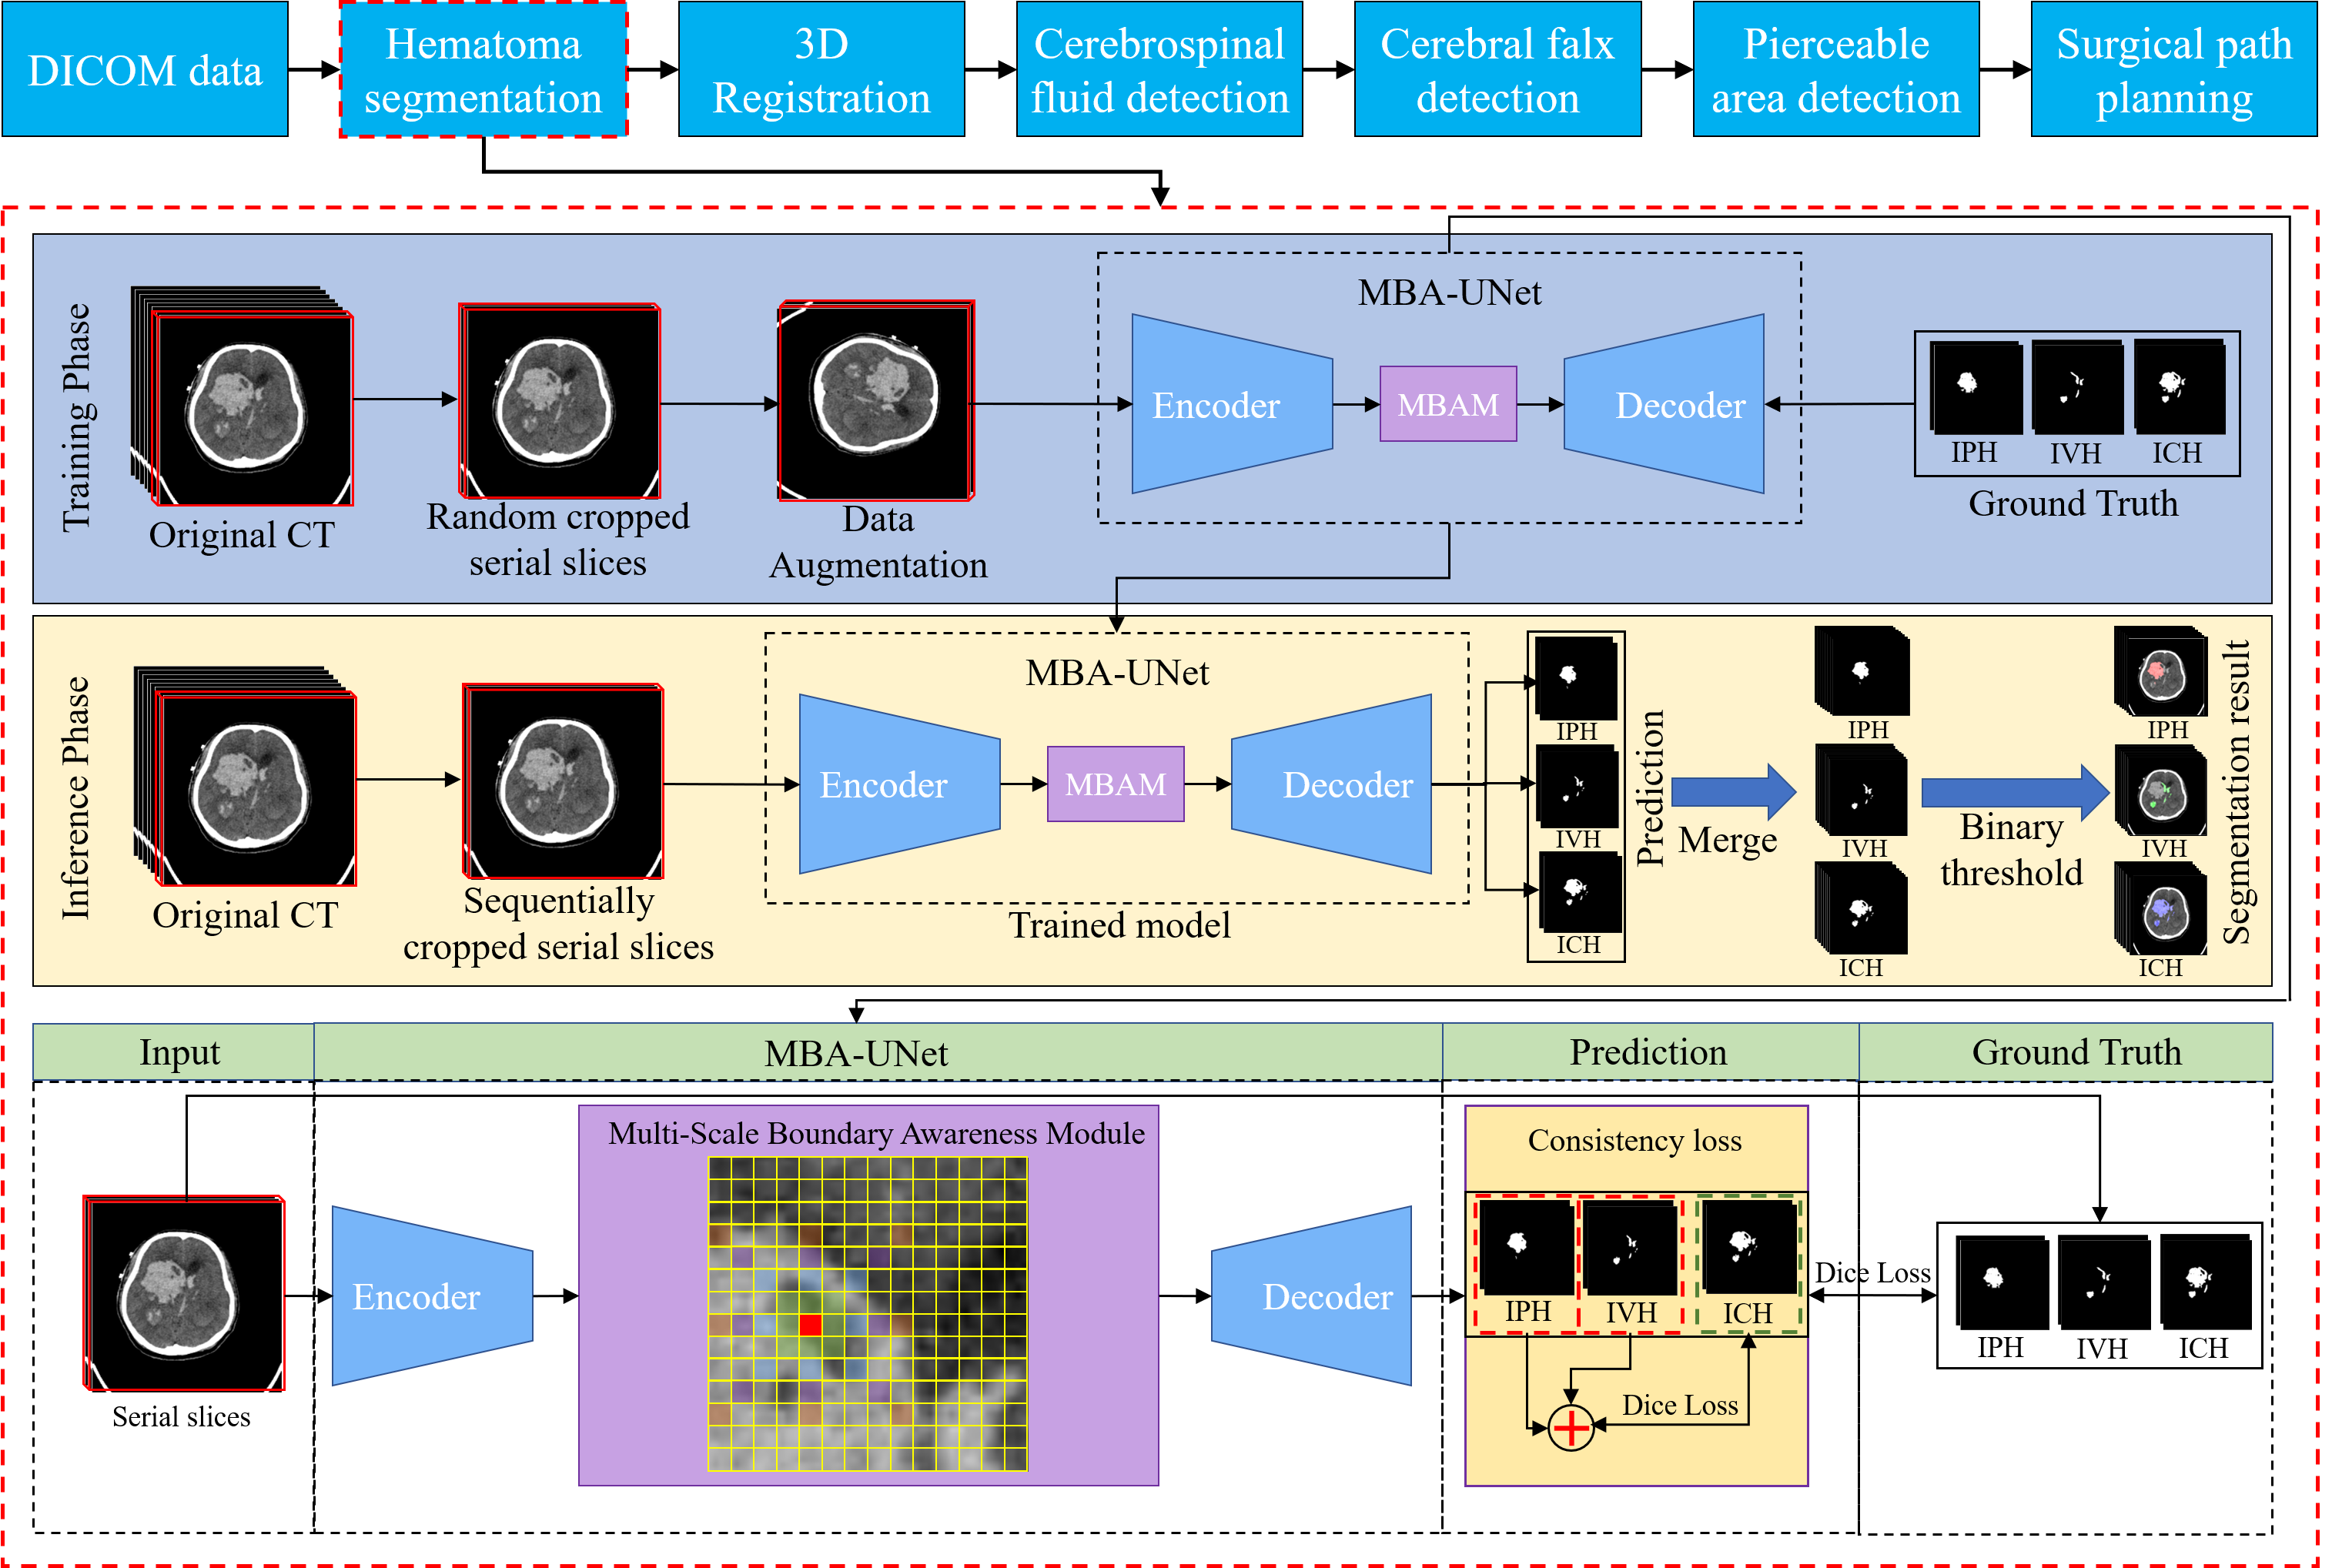 DICOM data
Hematoma
segmentation
3D
Registration
Cerebrospinal
fluid detection
Cerebral falx
detection
Pierceable
area detection
Surgical path
planning
Training Phase
Original CT
Random cropped
serial slices
Data
Augmentation
MBA-UNet
Encoder
MBAM
Decoder
IPH
IVH
ICH
Ground Truth
Inference Phase
Original CT
Sequentially
cropped serial slices
MBA-UNet
Encoder
MBAM
Decoder
Trained model
IPH
IVH
ICH
Prediction
Merge
IPH
IVH
ICH
Binary
threshold
IPH
IVH
ICH
Segmentation result
Input
MBA-UNet
Prediction
Ground Truth
Serial slices
Encoder
Multi-Scale Boundary Awareness Module
Decoder
Consistency loss
IPH
IVH
ICH
Dice Loss
Dice Loss
IPH
IVH
ICH